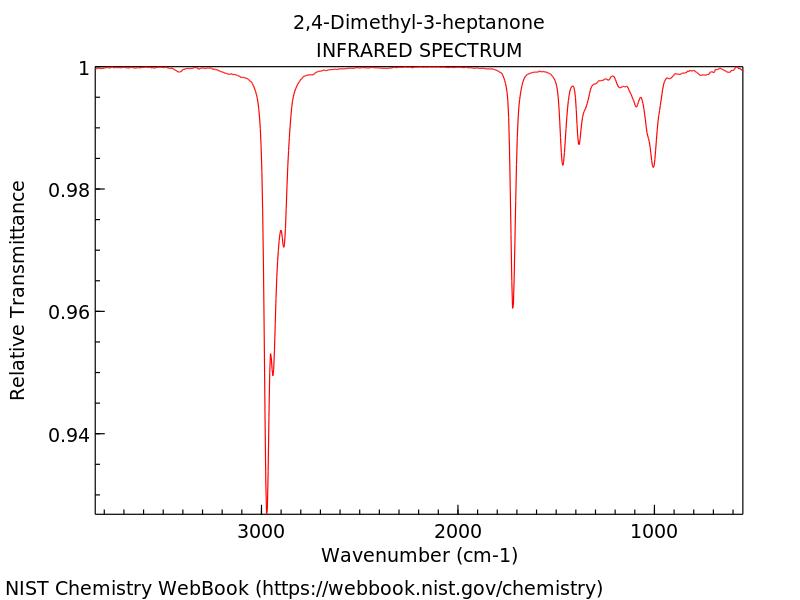 2,4-Dimethyl-3-heptanone
INFRARED SPECTRUM
1
0.98
0.96
0.94
Relative Transmittance
3000 2000 1000
Wavenumber (cm-1)
NIST Chemistry WebBook (https://webbook.nist.gov/chemistry)